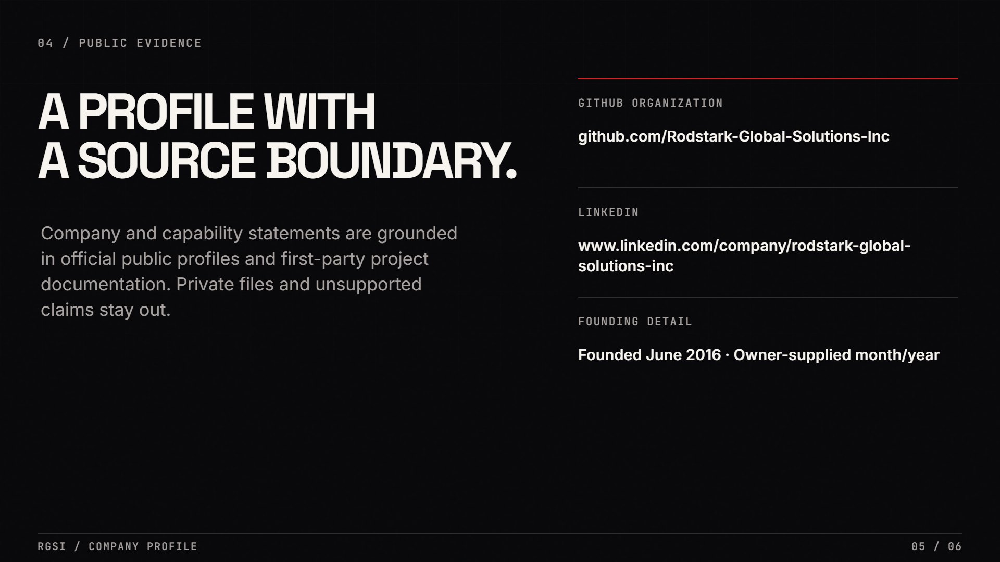 04 / PUBLIC EVIDENCE
A PROFILE WITH
A SOURCE BOUNDARY.
Company and capability statements are grounded
in official public profiles and first-party project
documentation. Private files and unsupported
claims stay out.
GITHUB ORGANIZATION
github.com/Rodstark-Global-Solutions-Inc
LINKEDIN
www.linkedin.com/company/rodstark-global-
solutions-inc
FOUNDING DETAIL
Founded June 2016 · Owner-supplied month/year
RGSI / COMPANY PROFILE
05 / 06